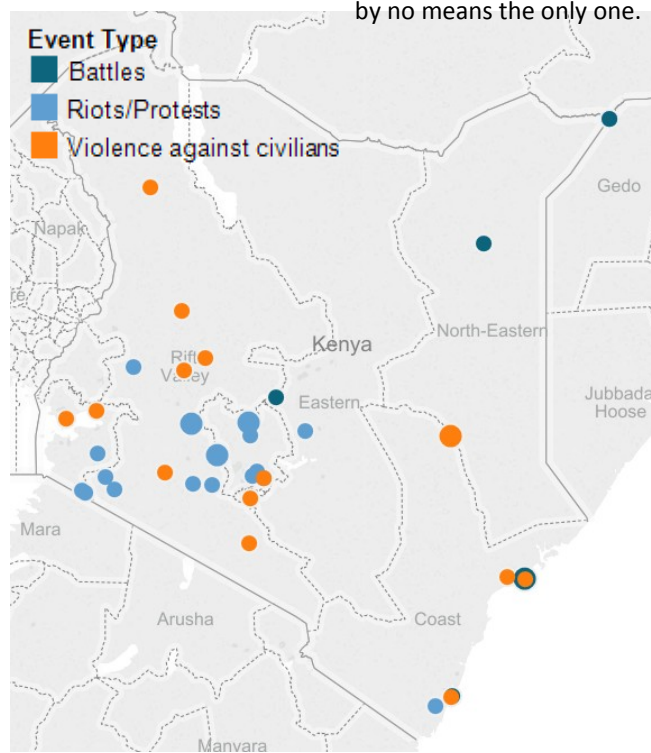 by no means the only one.
Event Type
Battles
Riots/Protests
Violence against civilians
Gedo
Napak
re
North-Eastern
Kenya
Rift
Valley
Eastern
Jubbada
Hoose
Mara
Arusha
Coast
Manyara